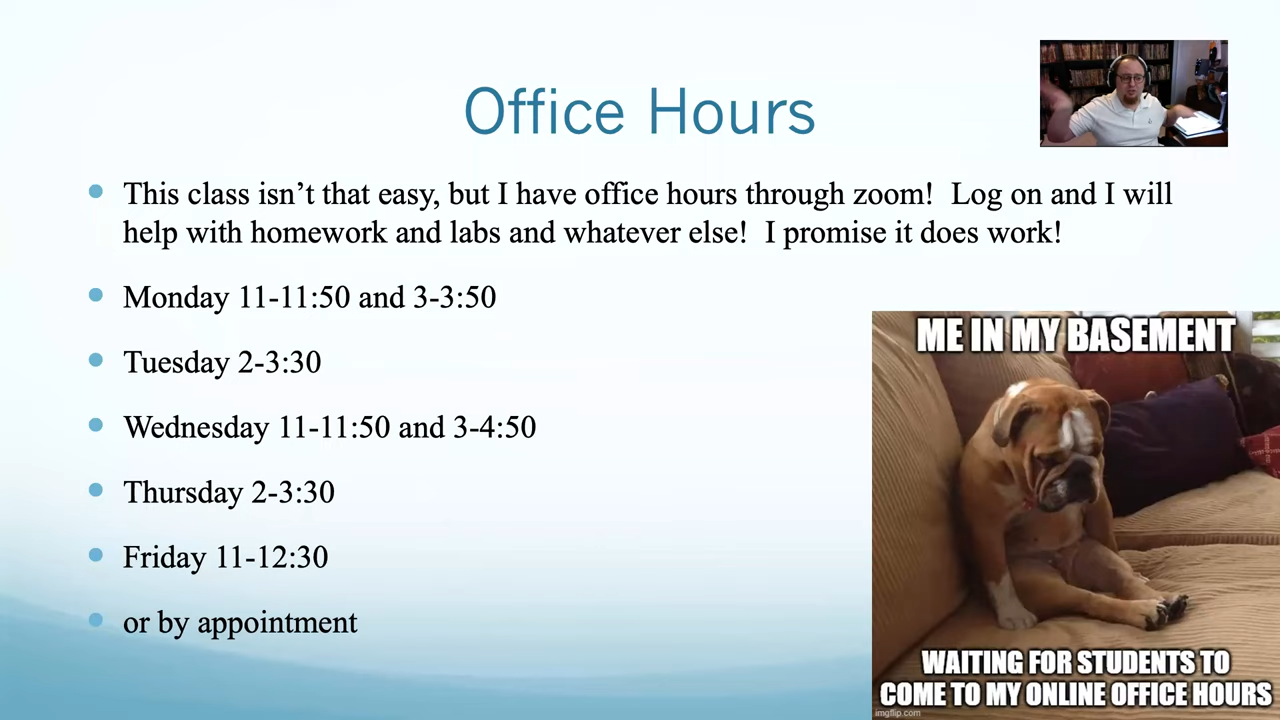 Office Hours
This class isn’t that easy, but I have office hours through zoom!  Log on and I will
help with homework and labs and whatever else!  I promise it does work!
Monday 11-11:50 and 3-3:50
Tuesday 2-3:30
Wednesday 11-11:50 and 3-4:50
Thursday 2-3:30
Friday 11-12:30
or by appointment
ME IN MY BASEMENT
WAITING FOR STUDENTS TO
COME TO MY ONLINE OFFICE HOURS
imgflip.com